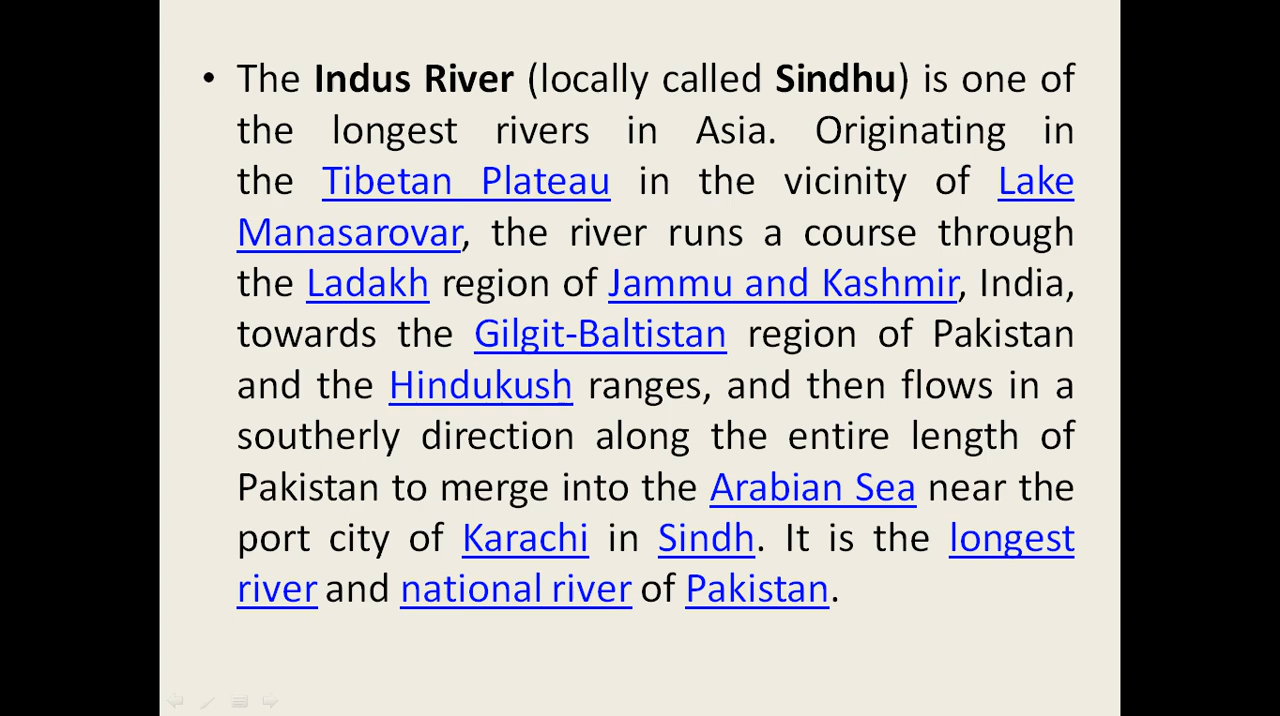 • The Indus River (locally called Sindhu) is one of
the longest rivers in Asia. Originating in
the Tibetan Plateau in the vicinity of Lake
Manasarovar, the river runs a course through
the Ladakh region of Jammu and Kashmir, India,
towards the Gilgit-Baltistan region of Pakistan
and the Hindukush ranges, and then flows in a
southerly direction along the entire length of
Pakistan to merge into the Arabian Sea near the
port city of Karachi in Sindh. It is the longest
river and national river of Pakistan.